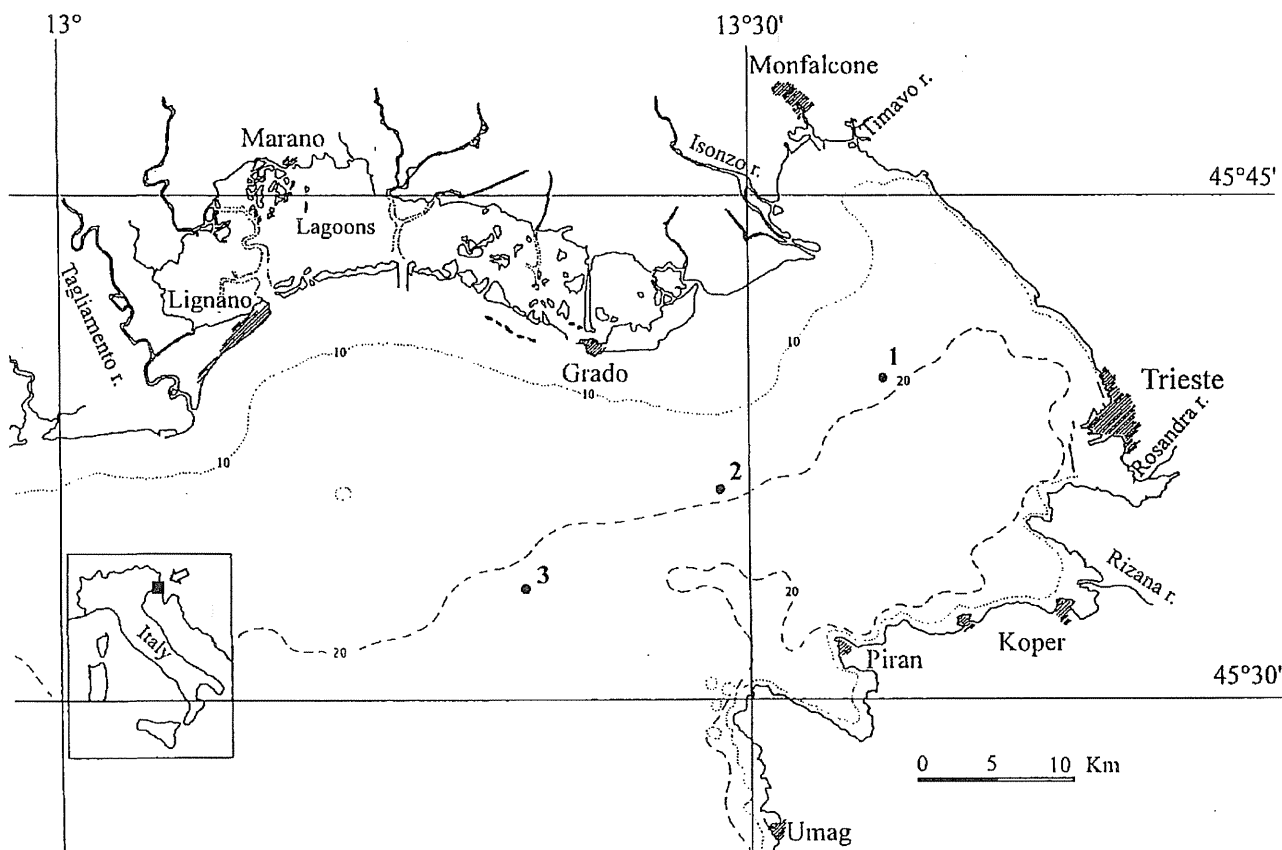 13°
13°30'
Monfalcone
Timavo r.
Marano
Isonzo r.
45°45'
Lagoons
Tagliamento r.
Lignano
10
10
10
10
Grado
1
20
Trieste
Rosandra r.
2
3
20
20
Rizana r.
Italy
Koper
Piran
45°30'
0 5 10 Km
Umag